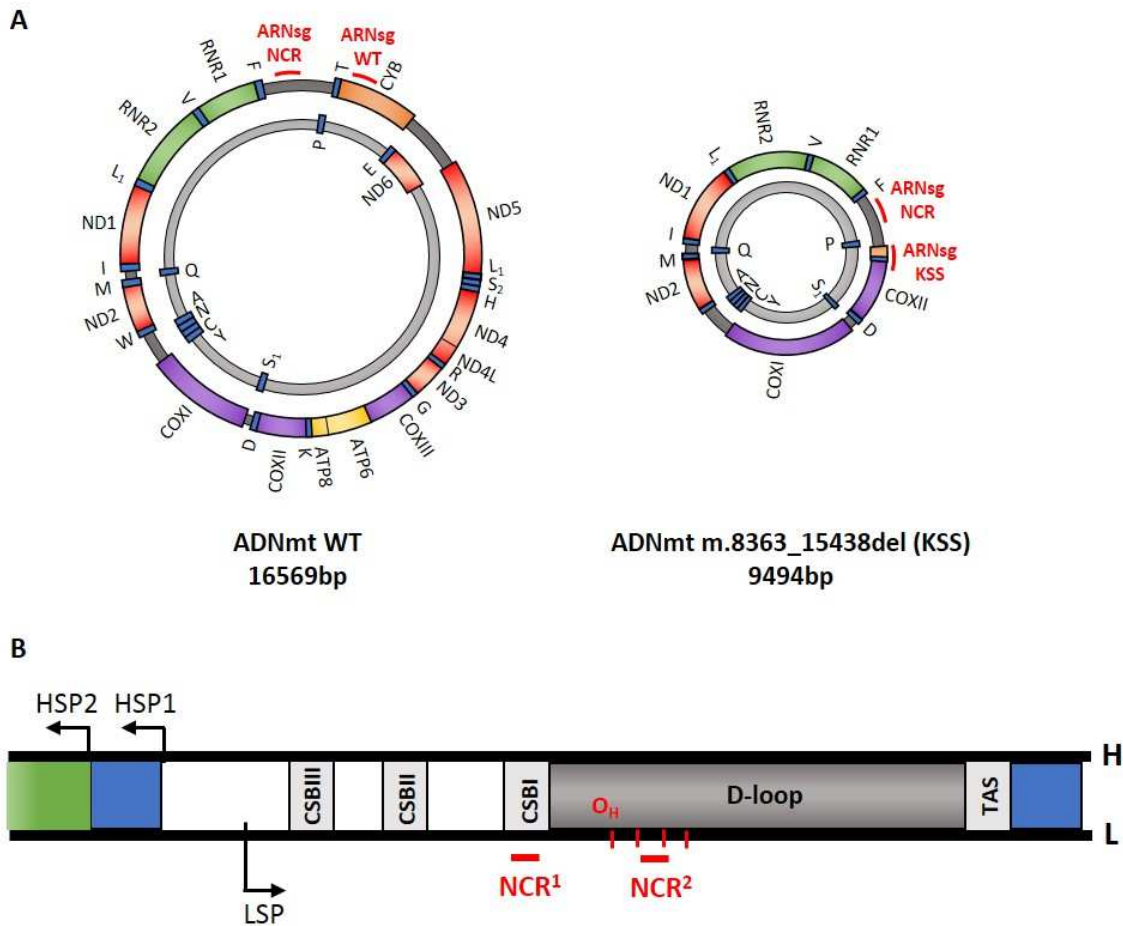 A
ARNsg
NCR
ARNsg
WT
F
T
CYB
RNR1
V
RNR2
L1
ND1
I
M
ND2
W
COXI
D
COXII
K
ATP8
ATP6
COXIII
G
ND3
R
ND4L
ND4
H
S2
L1
ND5
P
E
ND6
Q
A
N
C
Y
S1
ADNmt WT
16569bp
RNR2
V
RNR1
F
L1
ND1
I
M
ND2
ARNsg
NCR
ARNsg
KSS
COXII
D
COXI
P
Q
A
N
C
Y
S1
ADNmt m.8363_15438del (KSS)
9494bp
B
HSP2
HSP1
H
CSBIII
CSBII
CSBI
OH
D-loop
TAS
L
LSP
NCR¹
NCR²